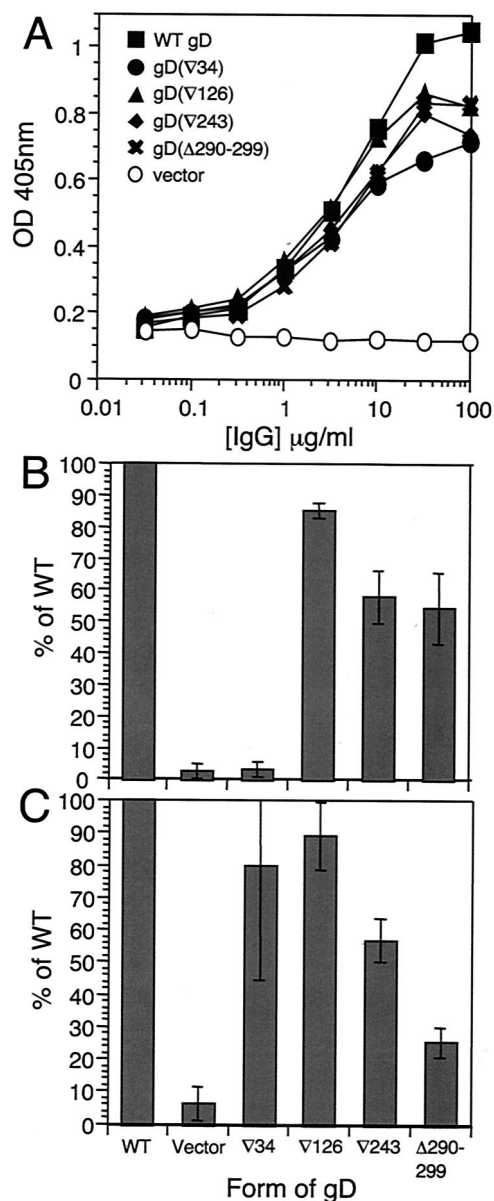 A
WT gD
gD(∇34)
gD(∇126)
gD(∇243)
gD(Δ290-299)
vector
OD 405nm
1
0.8
0.6
0.4
0.2
0
0.01 0.1 1 10 100
[IgG] μg/ml
B
% of WT
100
90
80
70
60
50
40
30
20
10
0
C
% of WT
100
90
80
70
60
50
40
30
20
10
0
WT Vector ∇34 ∇126 ∇243 Δ290-
299
Form of gD